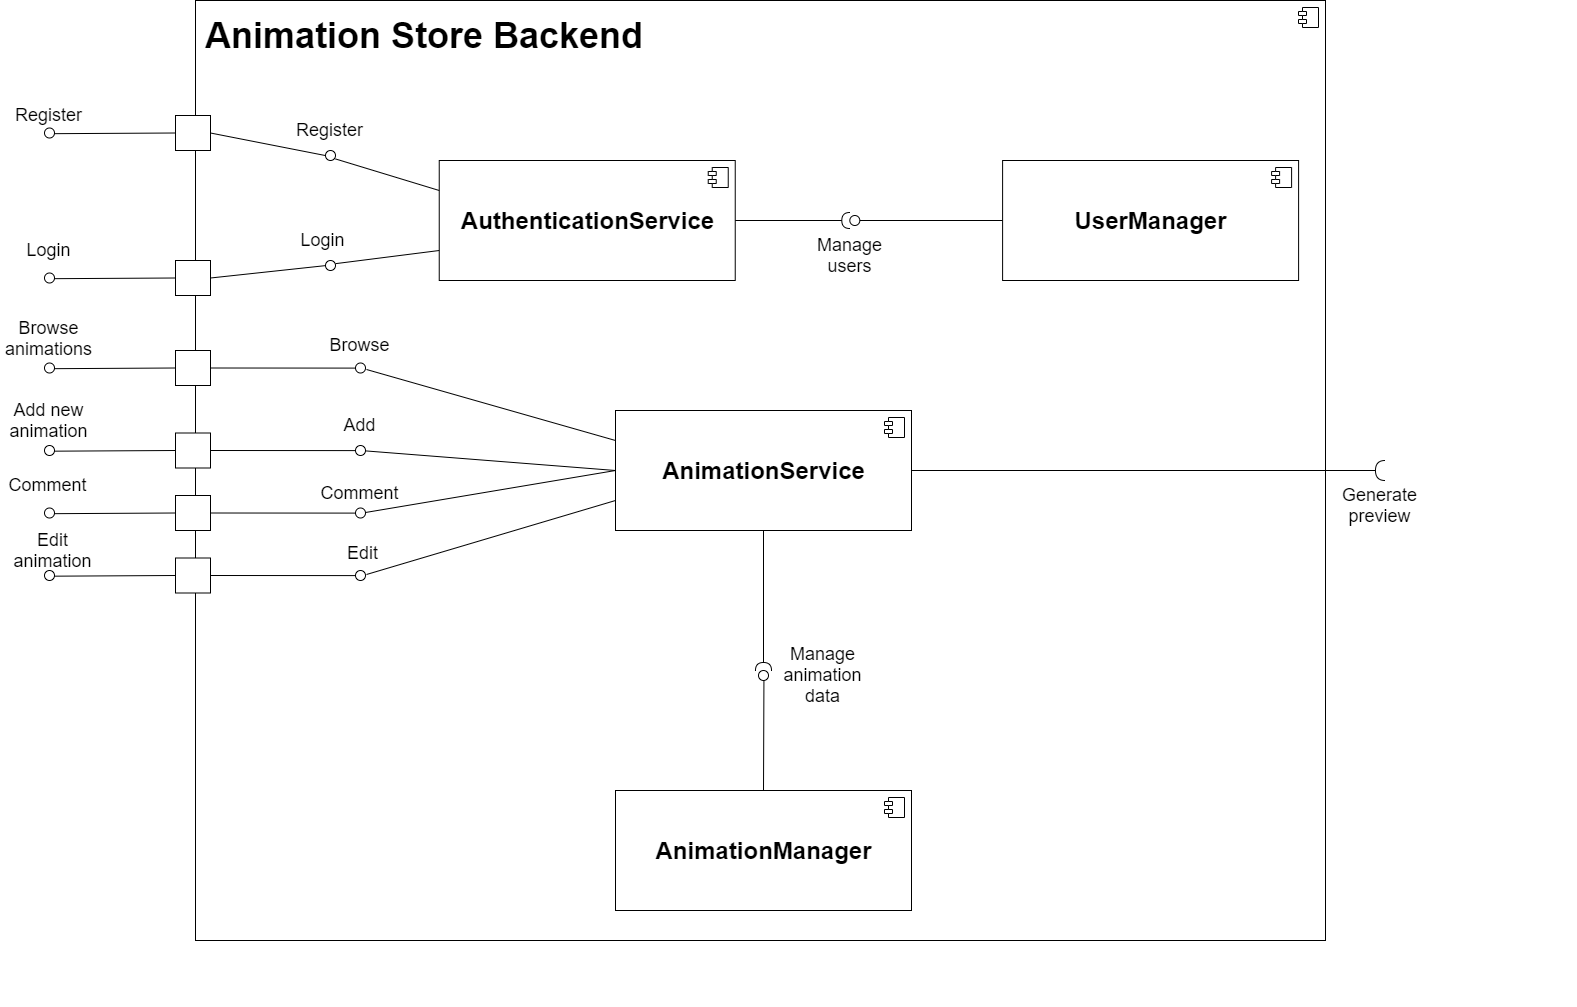 Animation Store Backend
Register
Register
AuthenticationService
UserManager
Login
Login
Manage
users
Browse
animations
Browse
Add new
animation
Add
AnimationService
Comment
Comment
Generate
preview
Edit
animation
Edit
Manage
animation
data
AnimationManager